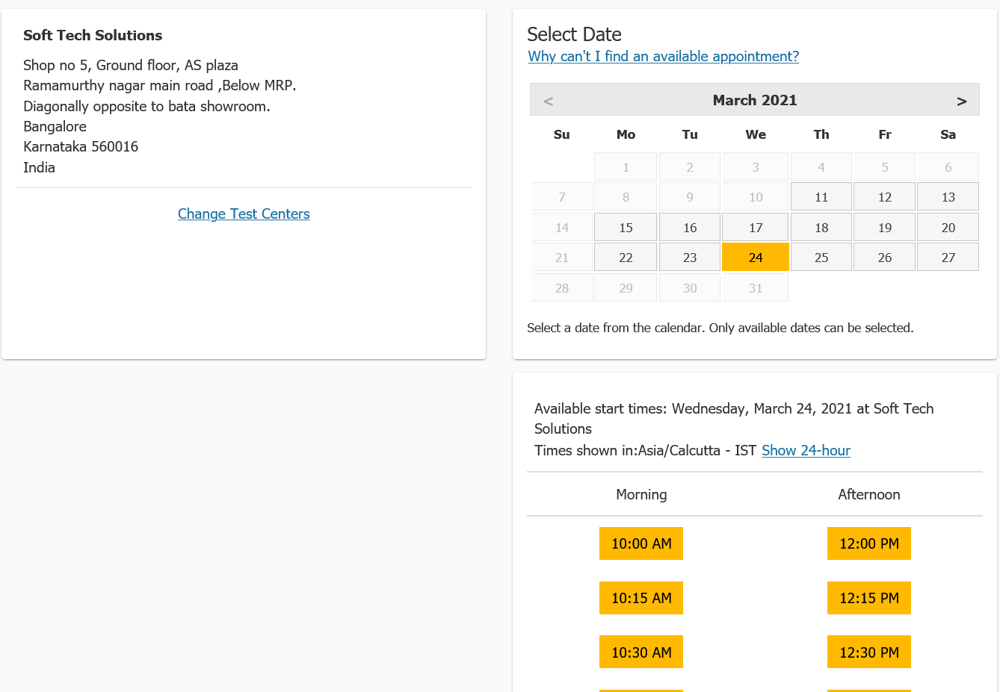 Soft Tech Solutions
Shop no 5, Ground floor, AS plaza
Ramamurthy nagar main road ,Below MRP.
Diagonally opposite to bata showroom.
Bangalore
Karnataka 560016
India
Change Test Centers
Select Date
Why can't I find an available appointment?
< March 2021 >
Su Mo Tu We Th Fr Sa
1 2 3 4 5 6
7 8 9 10 11 12 13
14 15 16 17 18 19 20
21 22 23 24 25 26 27
28 29 30 31
Select a date from the calendar. Only available dates can be selected.
Available start times: Wednesday, March 24, 2021 at Soft Tech
Solutions
Times shown in:Asia/Calcutta - IST Show 24-hour
Morning Afternoon
10:00 AM 12:00 PM
10:15 AM 12:15 PM
10:30 AM 12:30 PM